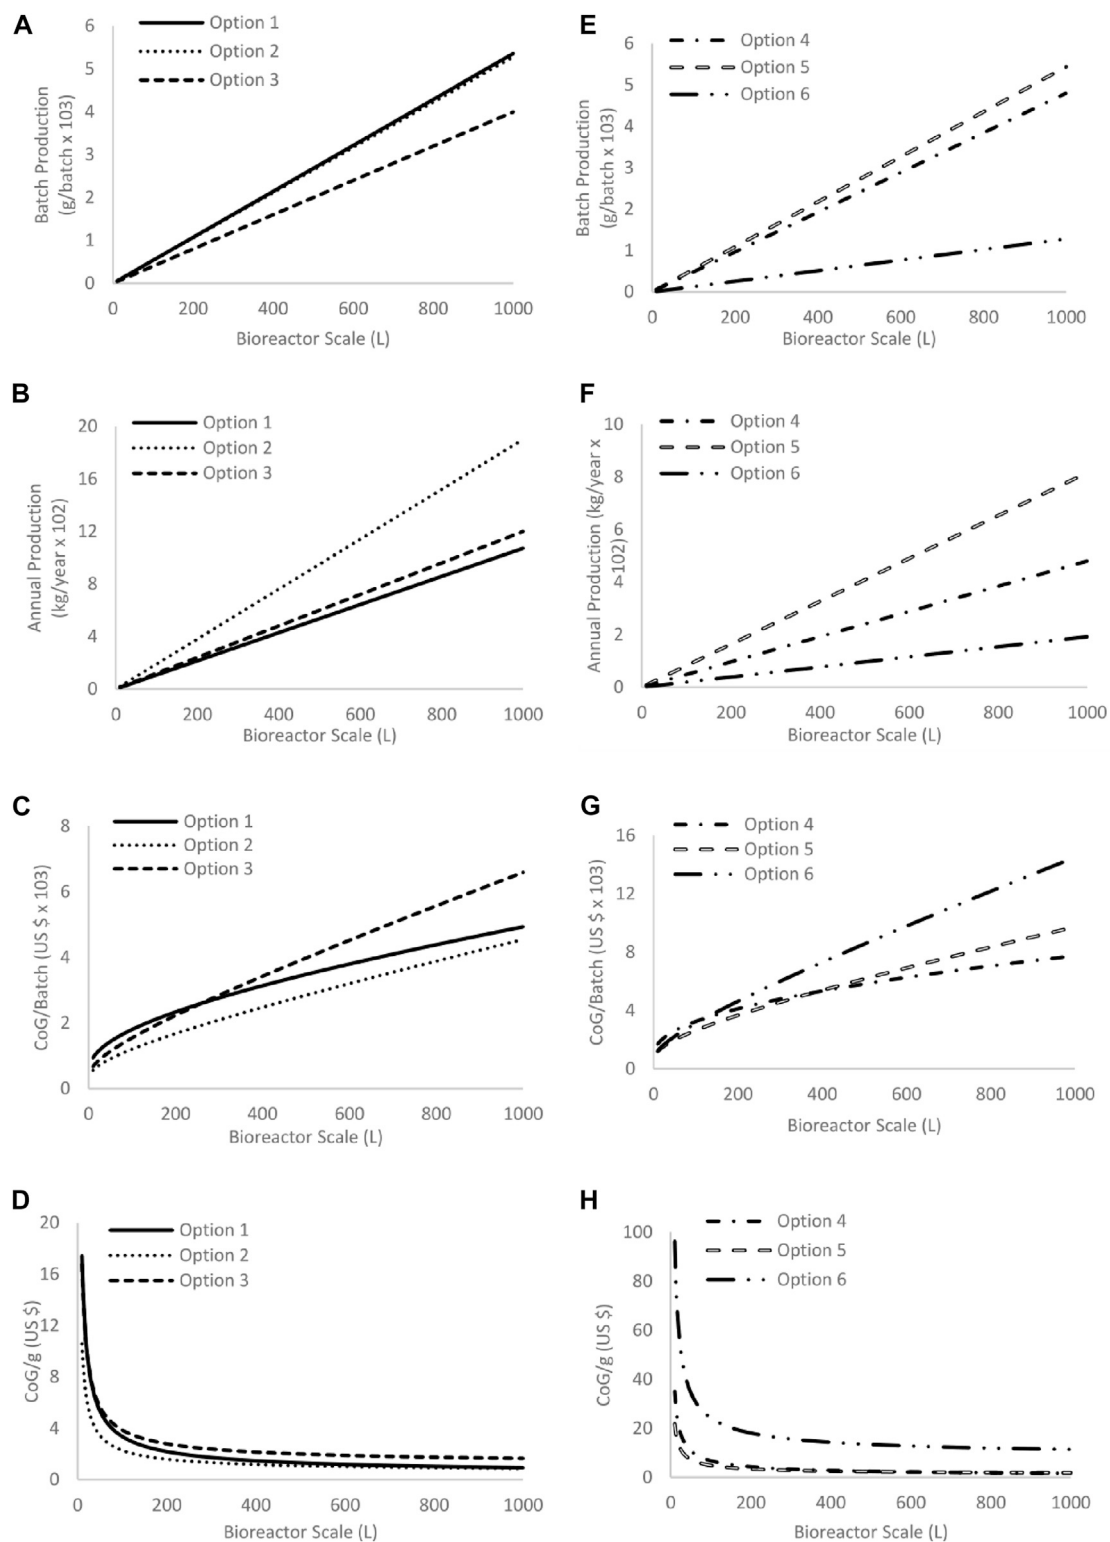 A
Option 1
Option 2
Option 3
Batch Production
(g/batch x 103)
6
5
4
3
2
1
0
0 200 400 600 800 1000
Bioreactor Scale (L)
E
Option 4
Option 5
Option 6
Batch Production
(g/batch x 103)
6
5
4
3
2
1
0
0 200 400 600 800 1000
Bioreactor Scale (L)
B
Option 1
Option 2
Option 3
Annual Production
(kg/year x 102)
20
16
12
8
4
0
0 200 400 600 800 1000
Bioreactor Scale (L)
F
Option 4
Option 5
Option 6
Annual Production (kg/year x
102)
10
8
6
4
2
0
0 200 400 600 800 1000
Bioreactor Scale (L)
C
Option 1
Option 2
Option 3
CoG/Batch (US $ x 103)
8
6
4
2
0
0 200 400 600 800 1000
Bioreactor Scale (L)
G
Option 4
Option 5
Option 6
CoG/Batch (US $ x 103)
16
12
8
4
0
0 200 400 600 800 1000
Bioreactor Scale (L)
D
Option 1
Option 2
Option 3
CoG/g (US $)
20
16
12
8
4
0
0 200 400 600 800 1000
Bioreactor Scale (L)
H
Option 4
Option 5
Option 6
CoG/g (US $)
100
80
60
40
20
0
0 200 400 600 800 1000
Bioreactor Scale (L)